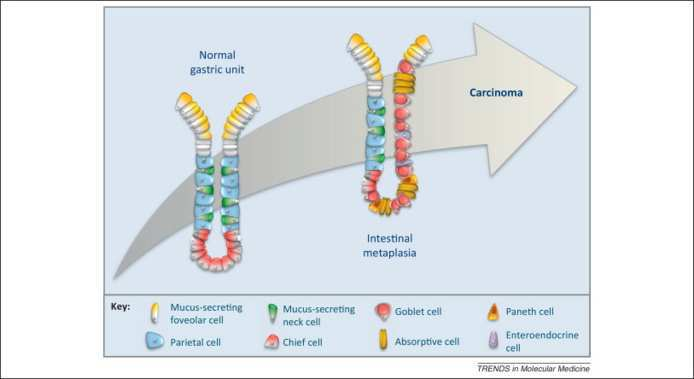 Normal
gastric unit
Carcinoma
Intestinal
metaplasia
Key:
Mucus-secreting
foveolar cell
Mucus-secreting
neck cell
Goblet cell
Paneth cell
Parietal cell
Chief cell
Absorptive cell
Enteroendocrine
cell
TRENDS in Molecular Medicine